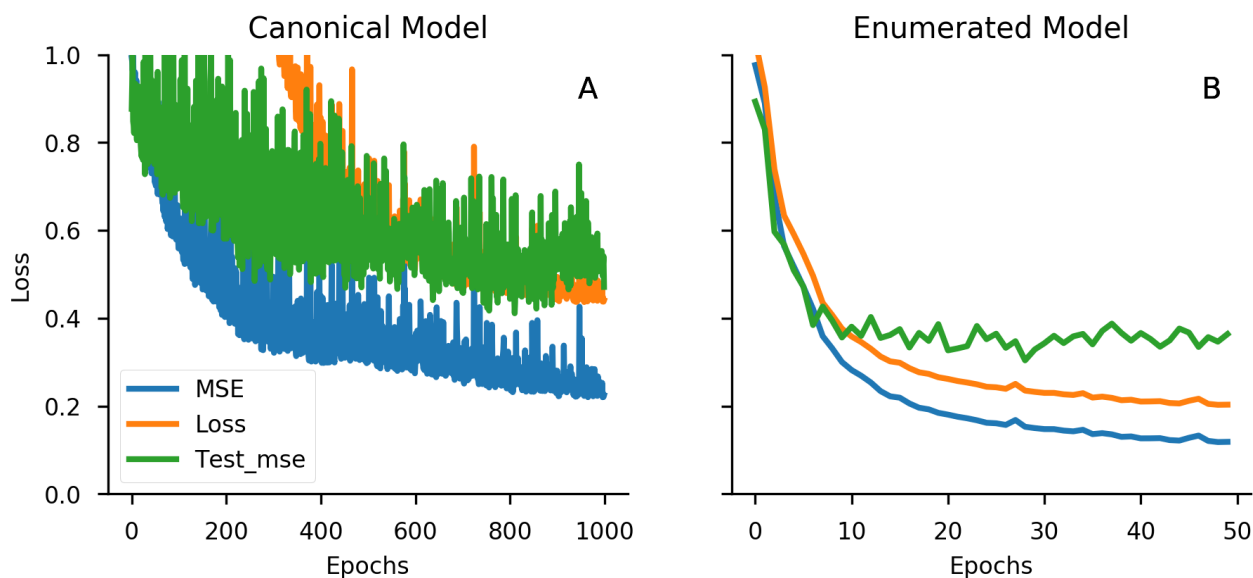 Canonical Model
Enumerated Model
A
B
1.0
0.8
0.6
0.4
0.2
0.0
Loss
MSE
Loss
Test_mse
0 200 400 600 800 1000
0 10 20 30 40 50
Epochs
Epochs